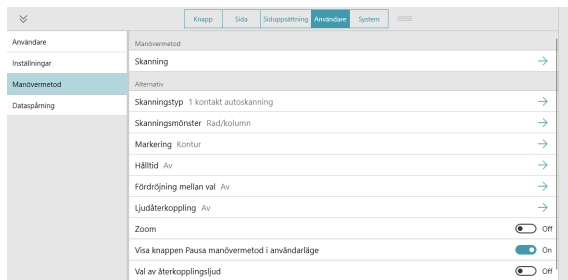 Knapp Sida Siduppsättning Användare System
Användare
Inställningar
Manövermetod
Dataspårning
Manövermetod
Skanning
Alternativ
Skanningstyp 1 kontakt autoskanning
Skanningsmönster Rad/kolumn
Markering Kontur
Hålltid Av
Fördröjning mellan val Av
Ljudåterkoppling Av
Zoom Off
Visa knappen Pausa manövermetod i användarläge On
Val av återkopplingsljud Off